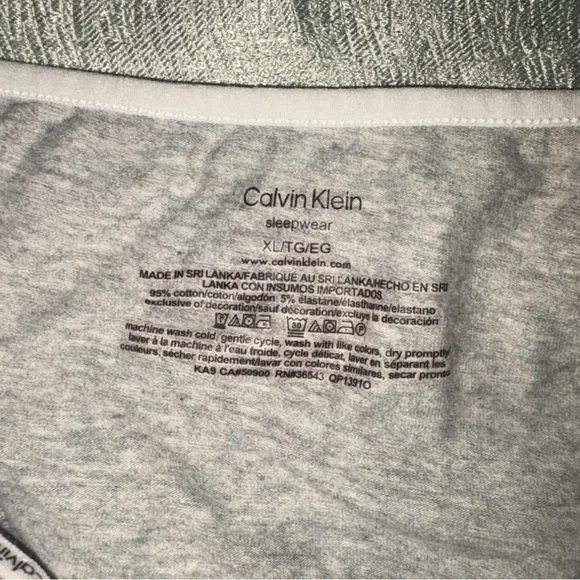 Calvin Klein
sleepwear
XL/TG/EG
www.calvinklein.com
MADE IN SRI LANKA/FABRIQUÉ AU SRI LANKA/HECHO EN SRI
LANKA CON INSUMOS IMPORTADOS
95% cotton/coton/algodón 5% elastane/élasthanne/elastano
exclusive of decoration/sauf décoration/excluye la decoración
30
machine wash cold, gentle cycle, wash with like colors, dry promptly
laver à la machine à l'eau froide, cycle délicat, laver en séparant les
couleurs, sécher rapidement/lavar con colores similares, secar pronto
KA9 CA#50900 RN#36543 QP1391O
Calvin